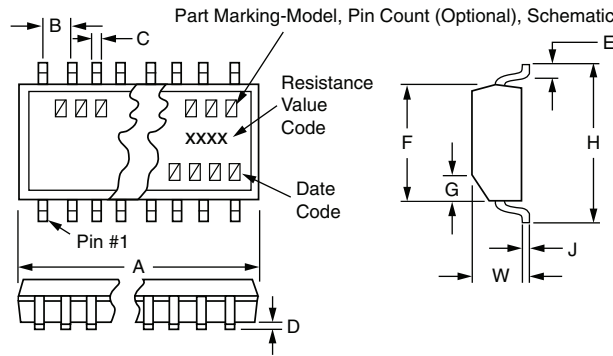 Part Marking-Model, Pin Count (Optional), Schematic
B
C
E
Resistance
Value
Code
XXXX
F
H
G
Date
Code
Pin #1
J
A
W
D